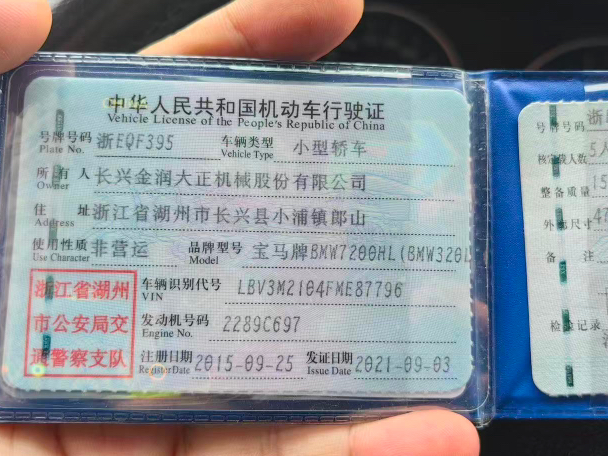 中华人民共和国机动车行驶证
Vehicle License of the People's Republic of China
号牌号码 浙EQF395 车辆类型 小型轿车
Plate No. Vehicle Type
所有人 长兴金润大正机械股份有限公司
Owner
住址 浙江省湖州市长兴县小浦镇郎山
Address
使用性质 非营运 品牌型号 宝马牌BMW7200HL(BMW320L
Use Character Model
浙江省湖州
市公安局交
通警察支队
车辆识别代号 LBV3M2104FME87796
VIN
发动机号码 2289C697
Engine No.
注册日期 2015-09-25 发证日期 2021-09-03
Register Date Issue Date
号牌号码 浙
核定载人数 5人
整备质量 15
外廓尺寸 4
备注
检验记录